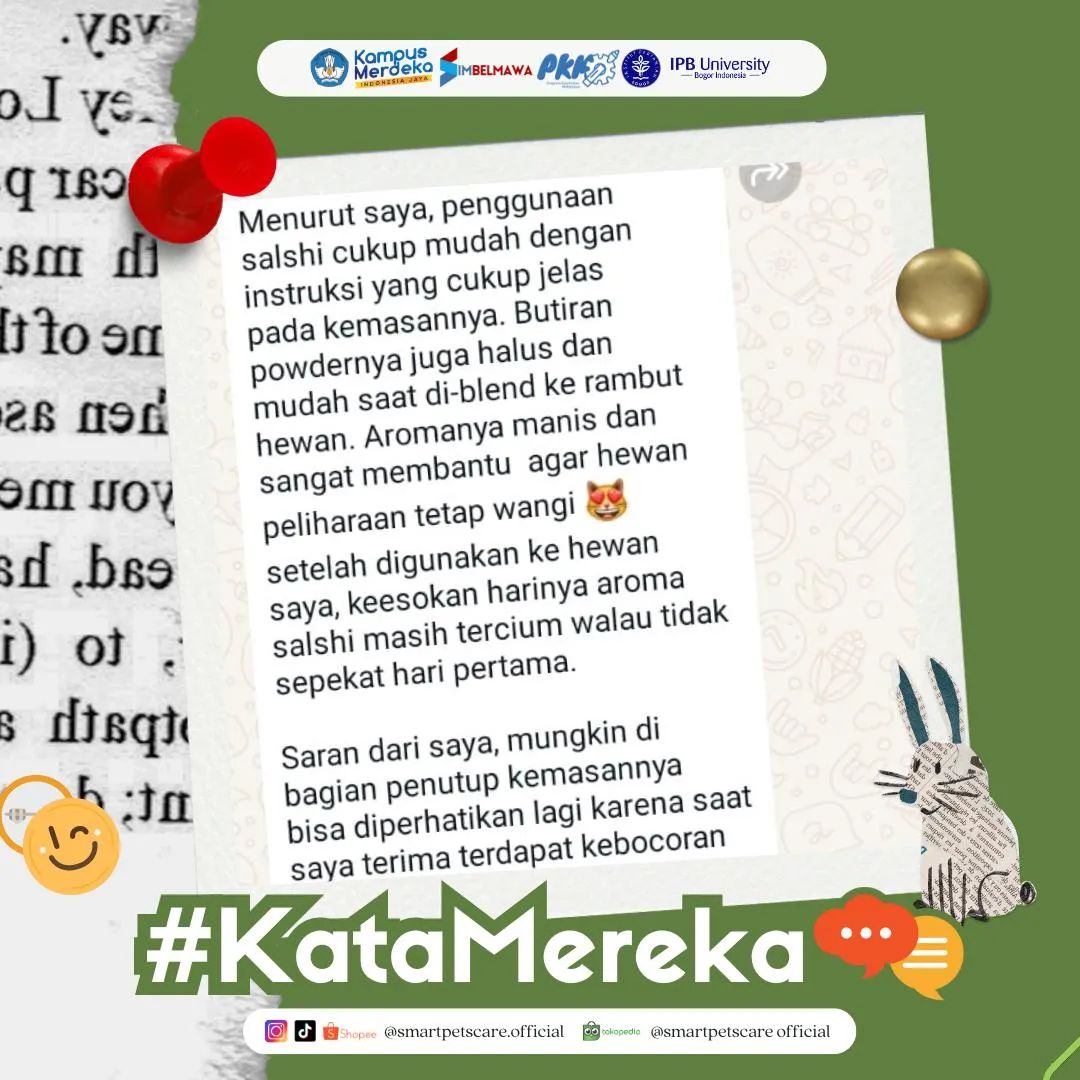 Kampus
Merdeka
INDONESIA JAYA
SIMBELMAWA
PKM
IPB University
Bogor Indonesia
Menurut saya, penggunaan
salshi cukup mudah dengan
instruksi yang cukup jelas
pada kemasannya. Butiran
powdernya juga halus dan
mudah saat di-blend ke rambut
hewan. Aromanya manis dan
sangat membantu agar hewan
peliharaan tetap wangi 😻
setelah digunakan ke hewan
saya, keesokan harinya aroma
salshi masih tercium walau tidak
sepekat hari pertama.
Saran dari saya, mungkin di
bagian penutup kemasannya
bisa diperhatikan lagi karena saat
saya terima terdapat kebocoran
#KataMereka
Shopee @smartpetscare.official tokopedia @smartpetscare official